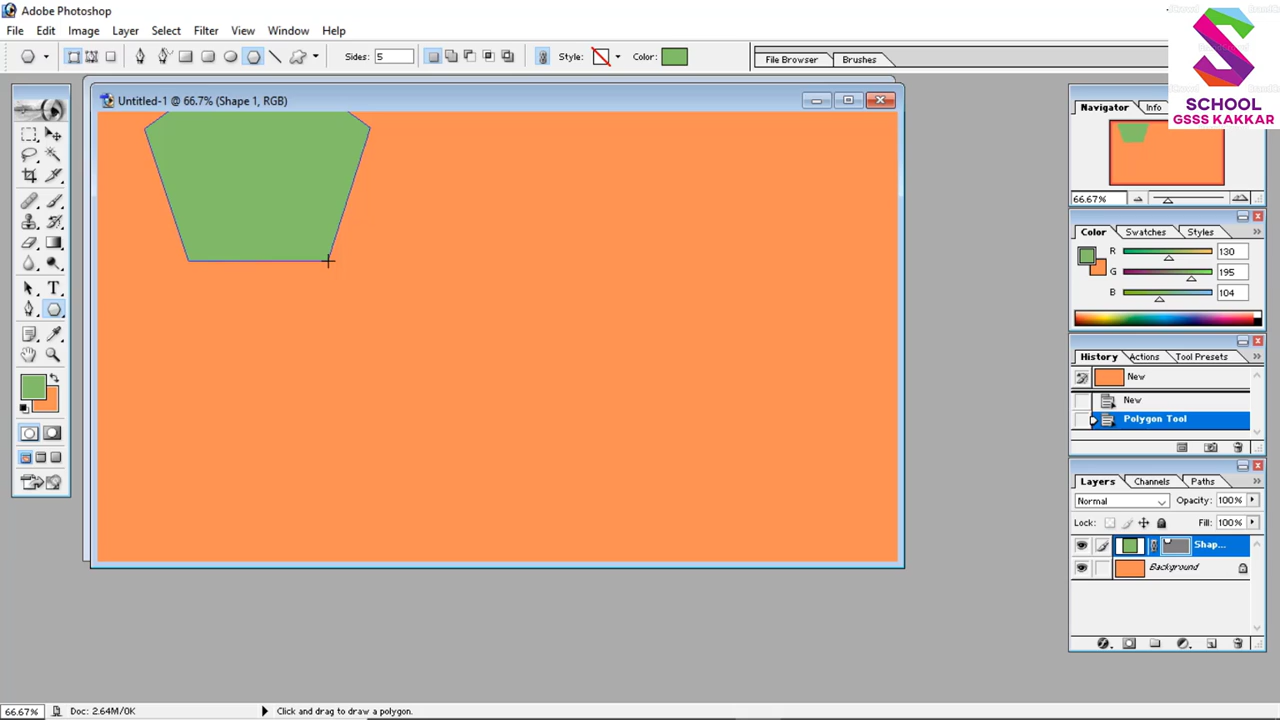 Adobe Photoshop
File Edit Image Layer Select Filter View Window Help
Sides: 5 Style: Color: File Browser Brushes
SCHOOL
GSSS KAKKAR
Untitled-1 @ 66.7% (Shape 1, RGB)
Navigator Info
66.67%
Color Swatches Styles
R 130
G 195
B 104
History Actions Tool Presets
New
New
Polygon Tool
Layers Channels Paths
Normal Opacity: 100%
Lock: Fill: 100%
Shap...
Background
66.67% Doc: 2.64M/0K Click and drag to draw a polygon.